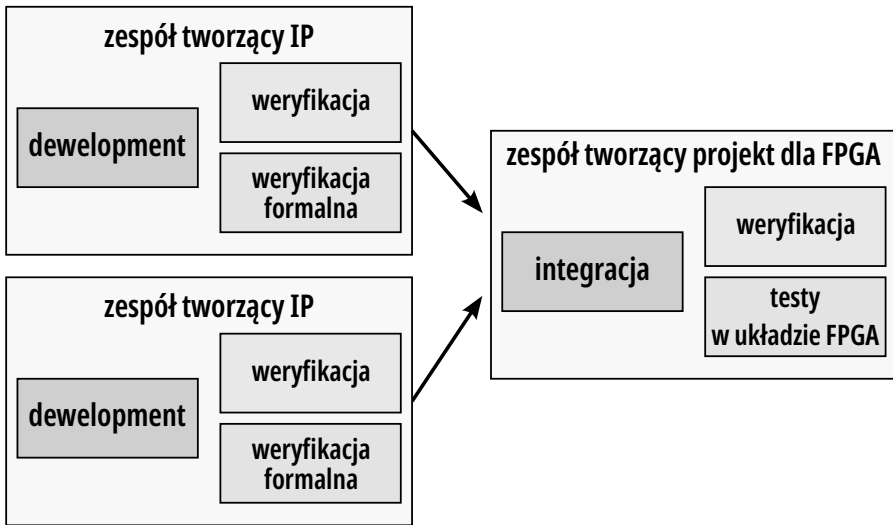 zespół tworzący IP
dewelopment
weryfikacja
weryfikacja
formalna
zespół tworzący IP
dewelopment
weryfikacja
weryfikacja
formalna
zespół tworzący projekt dla FPGA
integracja
weryfikacja
testy
w układzie FPGA